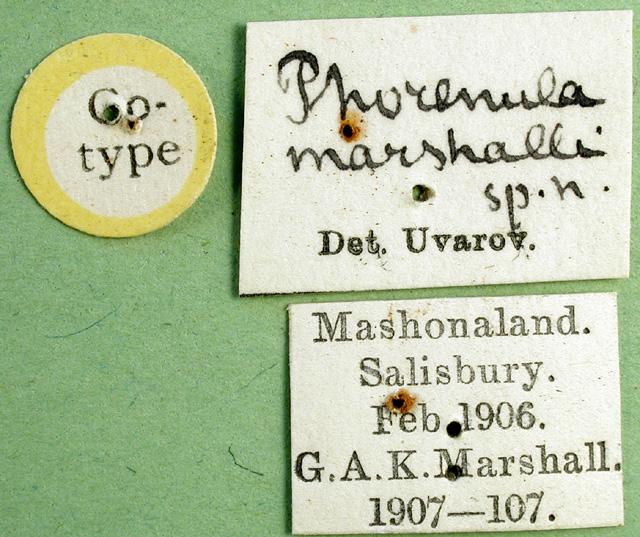 Co-
type
Phorenula
marshalli
sp. n.
Det. Uvarov.
Mashonaland.
Salisbury.
Feb 1906.
G.A.K.Marshall.
1907—107.